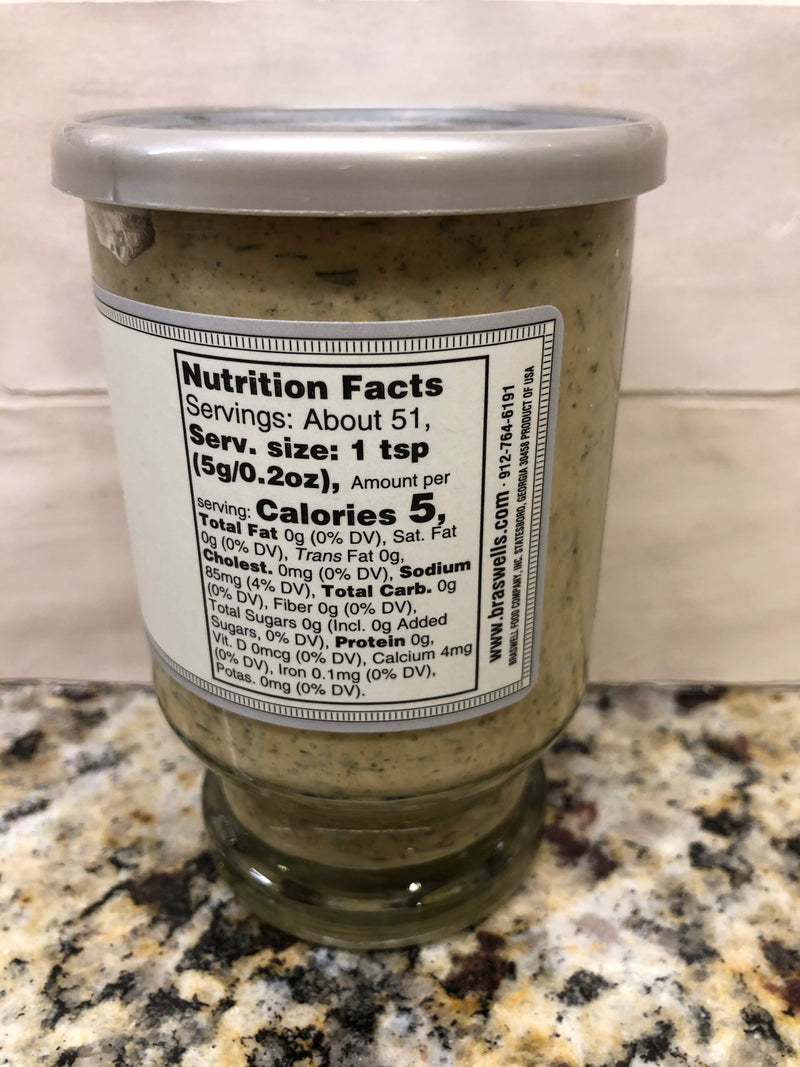 Nutrition Facts
Servings: About 51,
Serv. size: 1 tsp
(5g/0.2oz), Amount per
serving: Calories 5,
Total Fat 0g (0% DV), Sat. Fat
0g (0% DV), Trans Fat 0g,
Cholest. 0mg (0% DV), Sodium
85mg (4% DV), Total Carb. 0g
(0% DV), Fiber 0g (0% DV),
Total Sugars 0g (Incl. 0g Added
Sugars, 0% DV), Protein 0g,
Vit. D 0mcg (0% DV), Calcium 4mg
(0% DV), Iron 0.1mg (0% DV),
Potas. 0mg (0% DV).
www.braswells.com · 912-764-6191
BRASWELL FOOD COMPANY, INC. STATESBORO, GEORGIA 30458 PRODUCT OF USA